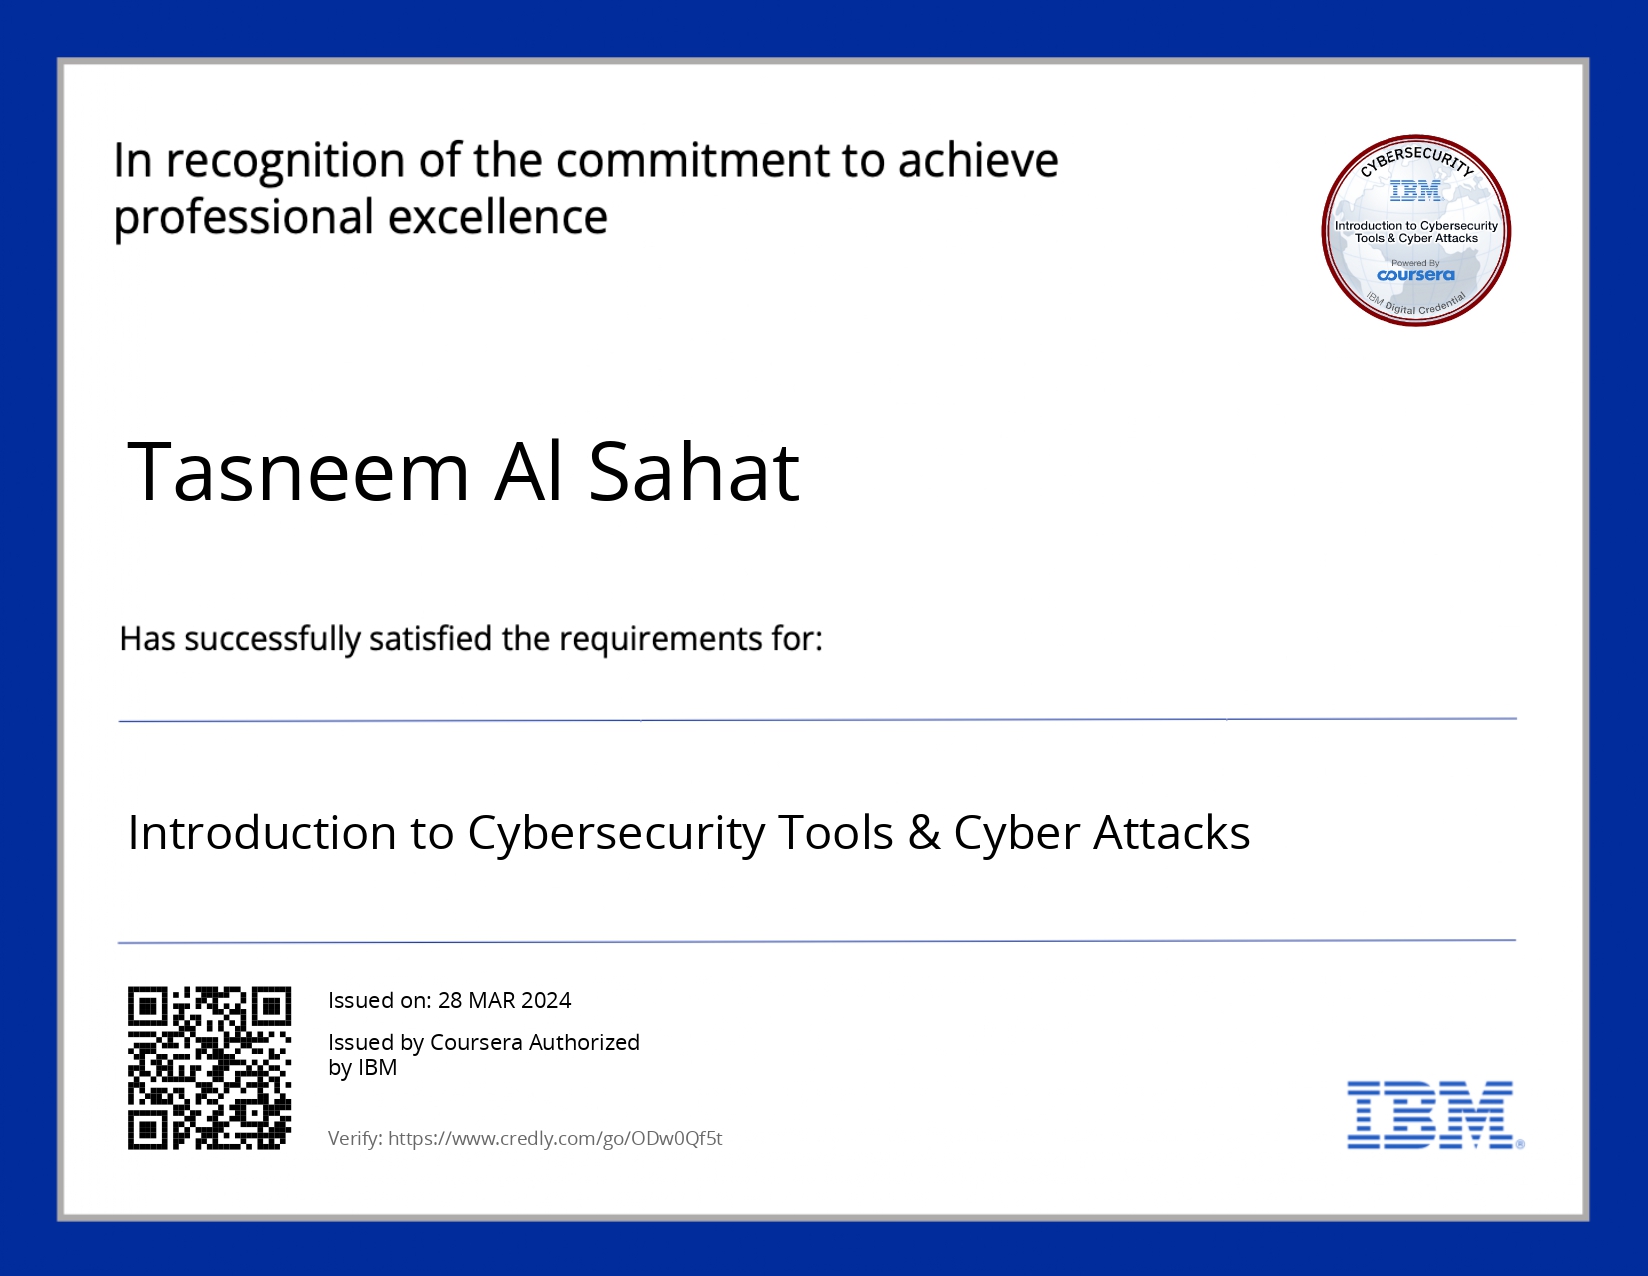 In recognition of the commitment to achieve
professional excellence
CYBERSECURITY
IBM
Introduction to Cybersecurity
Tools & Cyber Attacks
Powered By
coursera
IBM Digital Credential
Tasneem Al Sahat
Has successfully satisfied the requirements for:
Introduction to Cybersecurity Tools & Cyber Attacks
Issued on: 28 MAR 2024
Issued by Coursera Authorized
by IBM
Verify: https://www.credly.com/go/ODw0Qf5t
IBM®